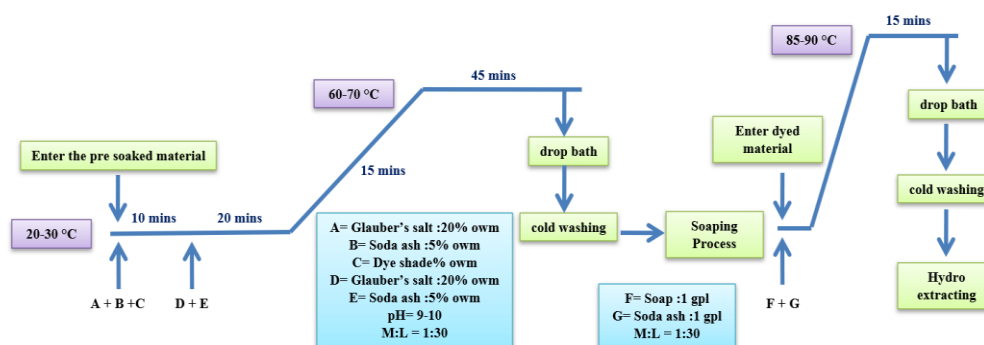 15 mins
85-90 °C
45 mins
60-70 °C
drop bath
Enter dyed
material
drop bath
Enter the pre soaked material
15 mins
cold washing
10 mins
20 mins
20-30 °C
A= Glauber’s salt :20% owm
B= Soda ash :5% owm
C= Dye shade% owm
D= Glauber’s salt :20% owm
E= Soda ash :5% owm
pH= 9-10
M:L = 1:30
cold washing
Soaping
Process
Hydro
extracting
A + B +C
D + E
F= Soap :1 gpl
G= Soda ash :1 gpl
M:L = 1:30
F + G